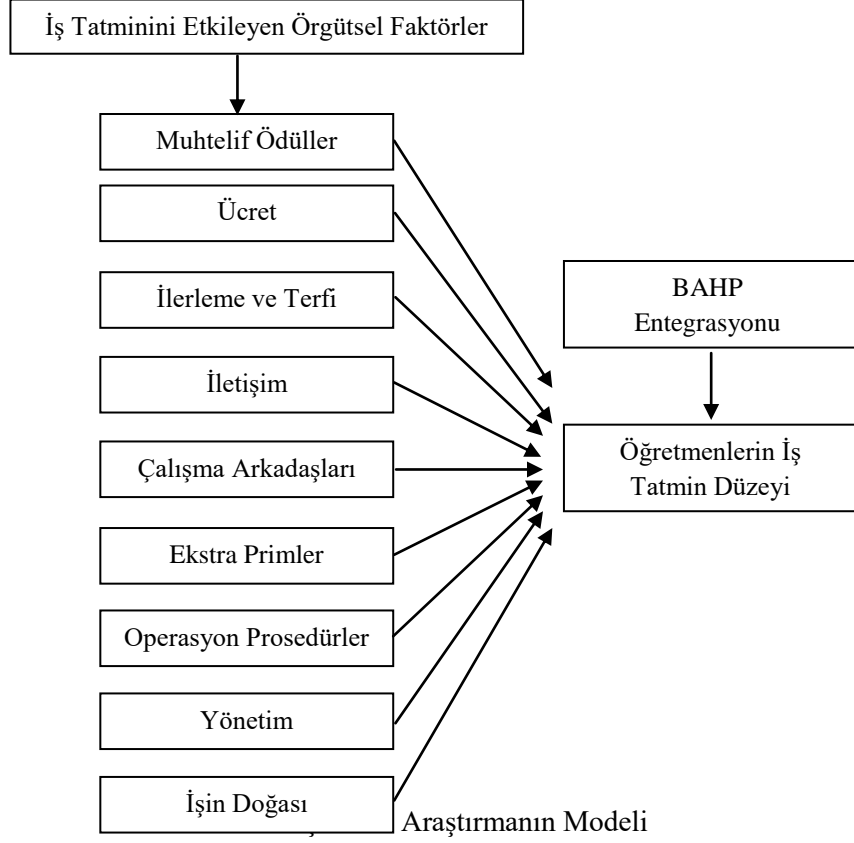 İş Tatminini Etkileyen Örgütsel Faktörler
Muhtelif Ödüller
Ücret
İlerleme ve Terfi
İletişim
Çalışma Arkadaşları
Ekstra Primler
Operasyon Prosedürler
Yönetim
İşin Doğası
BAHP
Entegrasyonu
Öğretmenlerin İş
Tatmin Düzeyi
Araştırmanın Modeli